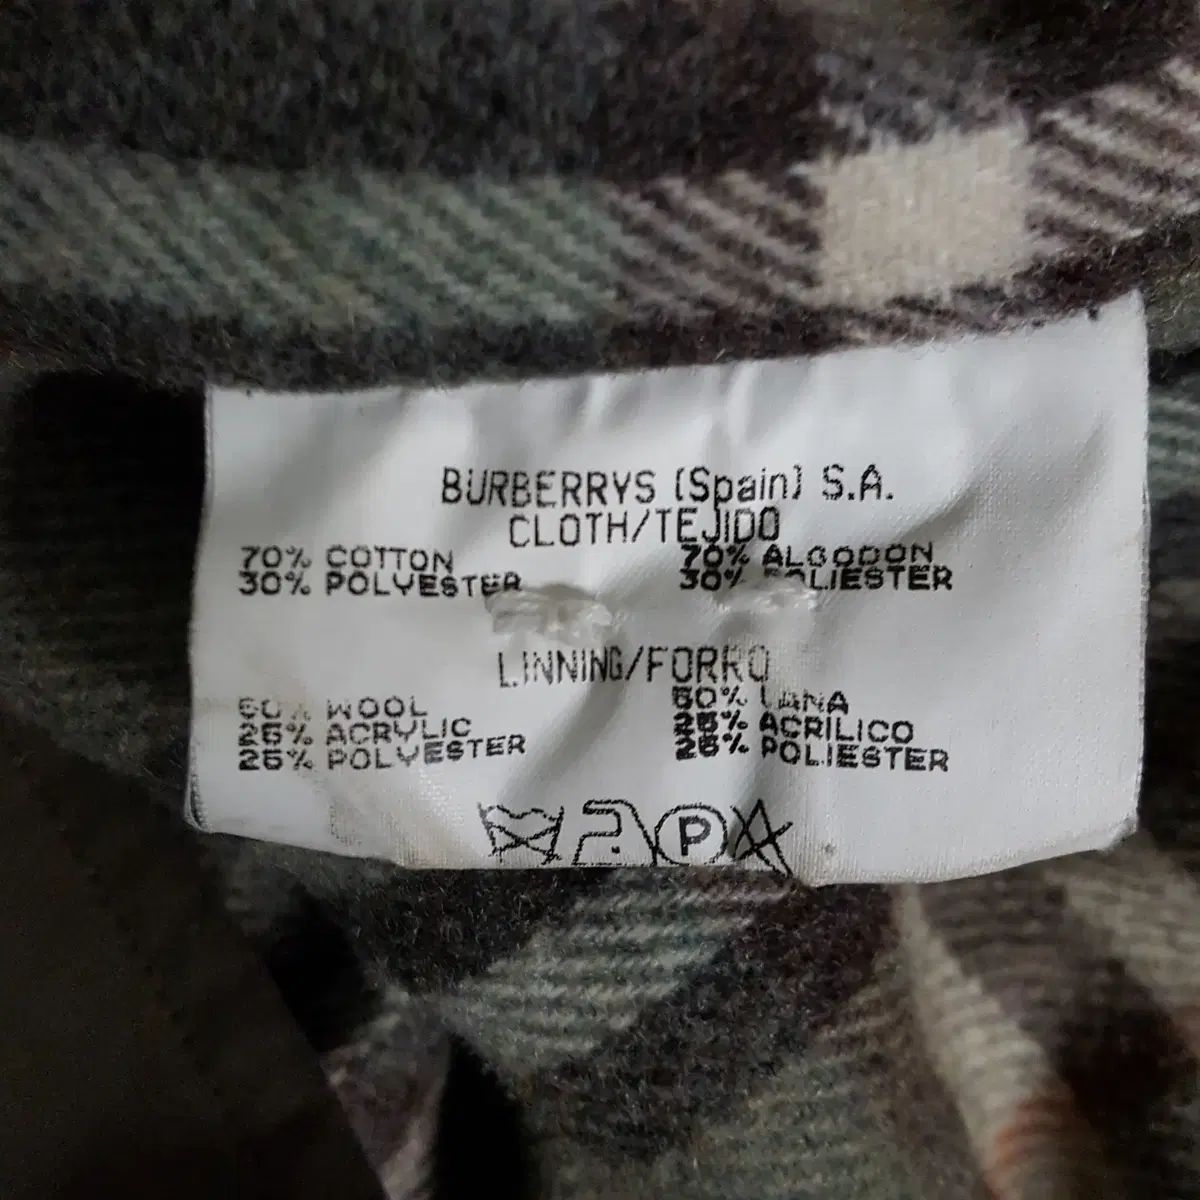 BURBERRYS (Spain) S.A.
CLOTH/TEJIDO
70% COTTON 70% ALGODON
30% POLYESTER 30% POLIESTER
LINNING/FORRO
50% WOOL 50% LANA
25% ACRYLIC 25% ACRILICO
25% POLYESTER 25% POLIESTER
P